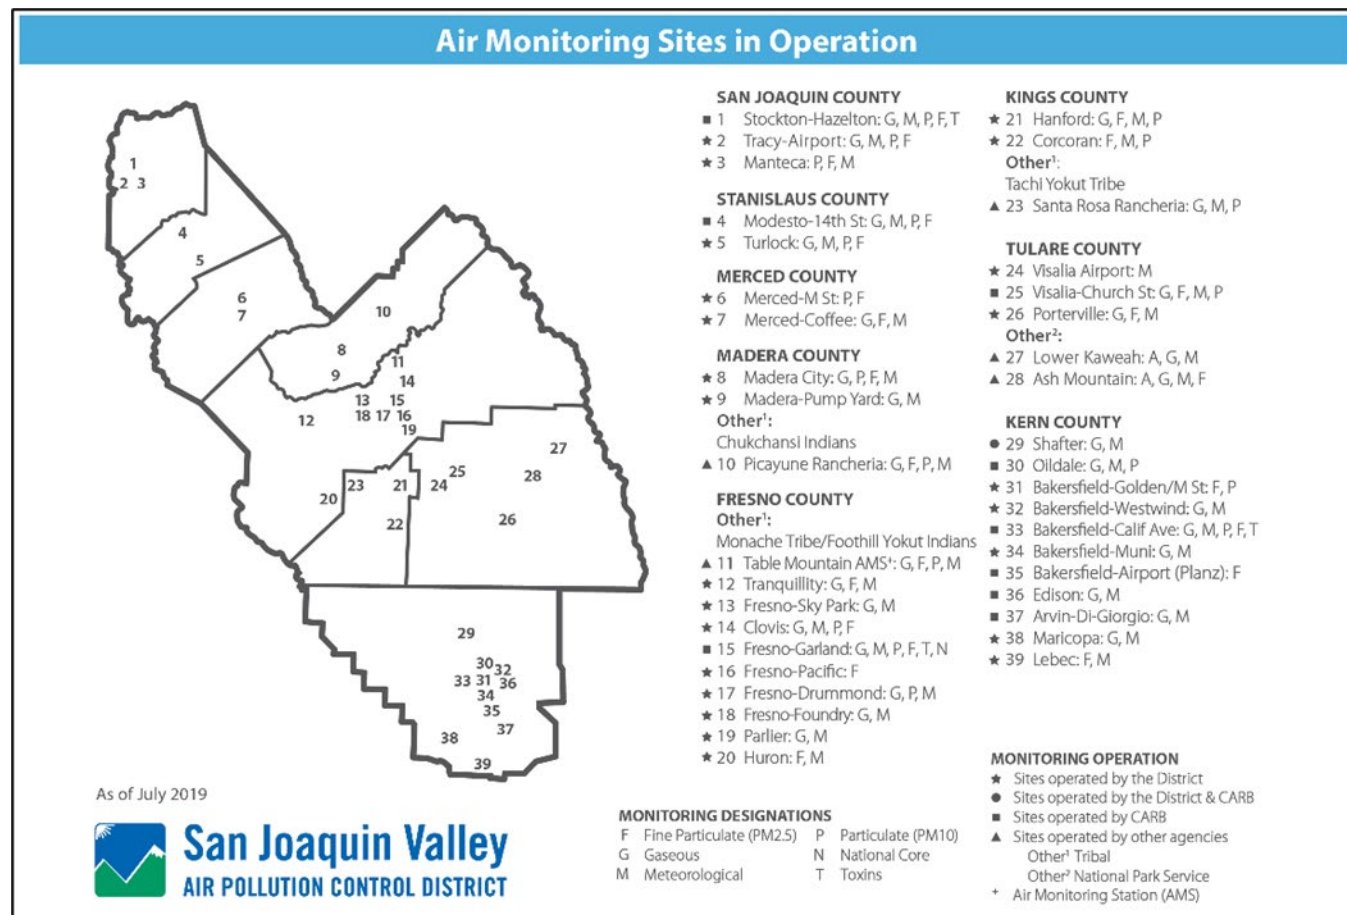 Air Monitoring Sites in Operation
1
2 3
4
5
6
7
8
9
10
11
12
13
14
15
16
17
18
19
20
21
22
23
24
25
26
27
28
29
30
31
32
33
34
35
36
37
38
39
SAN JOAQUIN COUNTY
■ 1 Stockton-Hazelton: G, M, P, F, T
★ 2 Tracy-Airport: G, M, P, F
★ 3 Manteca: P, F, M
STANISLAUS COUNTY
■ 4 Modesto-14th St: G, M, P, F
★ 5 Turlock: G, M, P, F
MERCED COUNTY
★ 6 Merced-M St: P, F
★ 7 Merced-Coffee: G, F, M
MADERA COUNTY
★ 8 Madera City: G, P, F, M
★ 9 Madera-Pump Yard: G, M
Other¹:
Chukchansi Indians
▲ 10 Picayune Rancheria: G, F, P, M
FRESNO COUNTY
Other¹:
Monache Tribe/Foothill Yokut Indians
▲ 11 Table Mountain AMS⁺: G, F, P, M
★ 12 Tranquillity: G, F, M
★ 13 Fresno-Sky Park: G, M
★ 14 Clovis: G, M, P, F
■ 15 Fresno-Garland: G, M, P, F, T, N
★ 16 Fresno-Pacific: F
★ 17 Fresno-Drummond: G, P, M
★ 18 Fresno-Foundry: G, M
★ 19 Parlier: G, M
★ 20 Huron: F, M
KINGS COUNTY
★ 21 Hanford: G, F, M, P
★ 22 Corcoran: F, M, P
Other¹:
Tachi Yokut Tribe
▲ 23 Santa Rosa Rancheria: G, M, P
TULARE COUNTY
★ 24 Visalia Airport: M
■ 25 Visalia-Church St: G, F, M, P
★ 26 Porterville: G, F, M
Other²:
▲ 27 Lower Kaweah: A, G, M
▲ 28 Ash Mountain: A, G, M, F
KERN COUNTY
● 29 Shafter: G, M
■ 30 Oildale: G, M, P
★ 31 Bakersfield-Golden/M St: F, P
★ 32 Bakersfield-Westwind: G, M
■ 33 Bakersfield-Calif Ave: G, M, P, F, T
★ 34 Bakersfield-Muni: G, M
■ 35 Bakersfield-Airport (Planz): F
■ 36 Edison: G, M
■ 37 Arvin-Di-Giorgio: G, M
★ 38 Maricopa: G, M
★ 39 Lebec: F, M
As of July 2019
San Joaquin Valley
AIR POLLUTION CONTROL DISTRICT
MONITORING DESIGNATIONS
F Fine Particulate (PM2.5) P Particulate (PM10)
G Gaseous N National Core
M Meteorological T Toxins
MONITORING OPERATION
★ Sites operated by the District
● Sites operated by the District & CARB
■ Sites operated by CARB
▲ Sites operated by other agencies
Other¹ Tribal
Other² National Park Service
⁺ Air Monitoring Station (AMS)